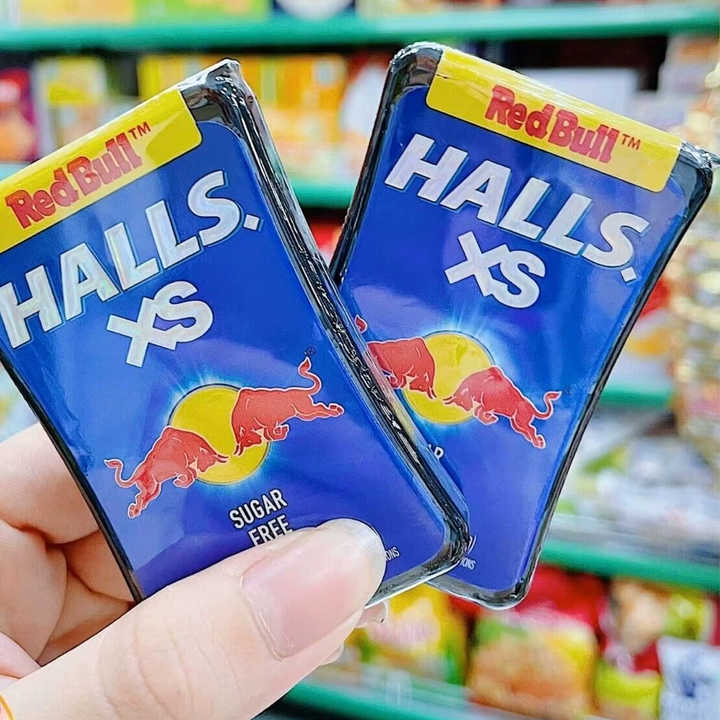 Red Bull™
HALLS.
XS
®
SUGAR
FREE
Red Bull™
HALLS.
XS